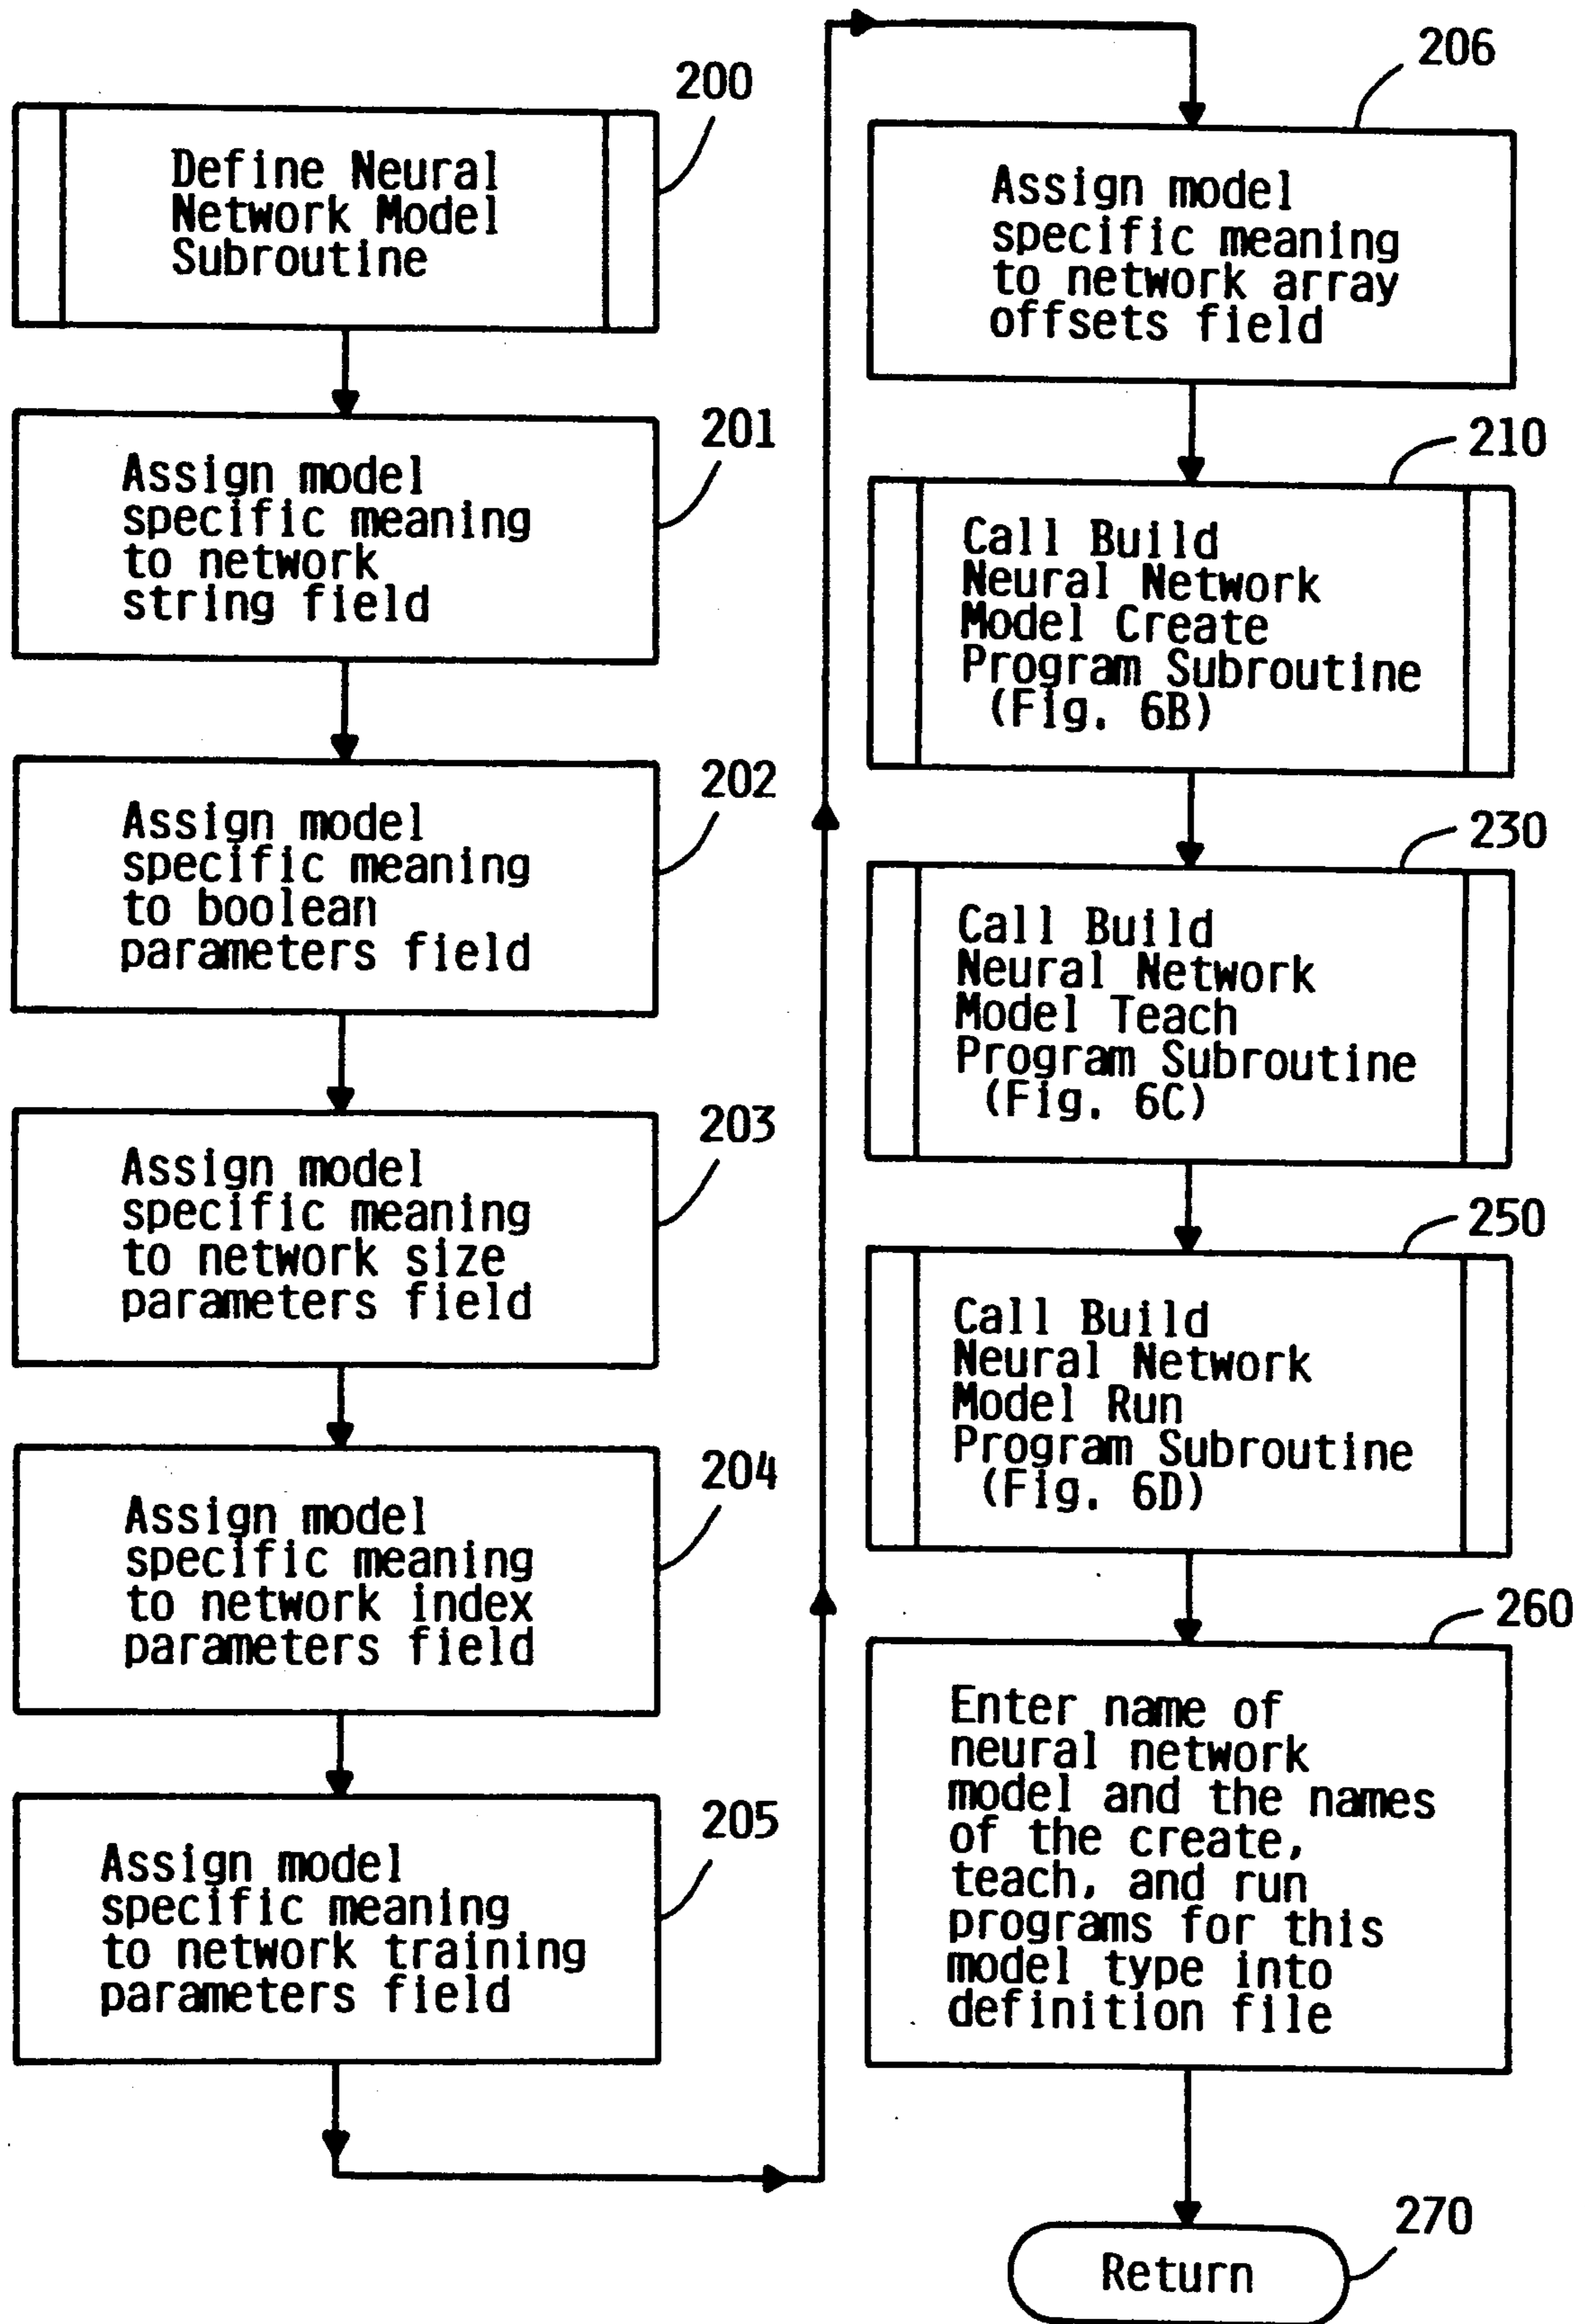 200
Define Neural
Network Model
Subroutine
201
Assign model
specific meaning
to network
string field
202
Assign model
specific meaning
to boolean
parameters field
203
Assign model
specific meaning
to network size
parameters field
204
Assign model
specific meaning
to network index
parameters field
205
Assign model
specific meaning
to network training
parameters field
206
Assign model
specific meaning
to network array
offsets field
210
Call Build
Neural Network
Model Create
Program Subroutine
(Fig. 6B)
230
Call Build
Neural Network
Model Teach
Program Subroutine
(Fig. 6C)
250
Call Build
Neural Network
Model Run
Program Subroutine
(Fig. 6D)
260
Enter name of
neural network
model and the names
of the create,
teach, and run
programs for this
model type into
definition file
270
Return